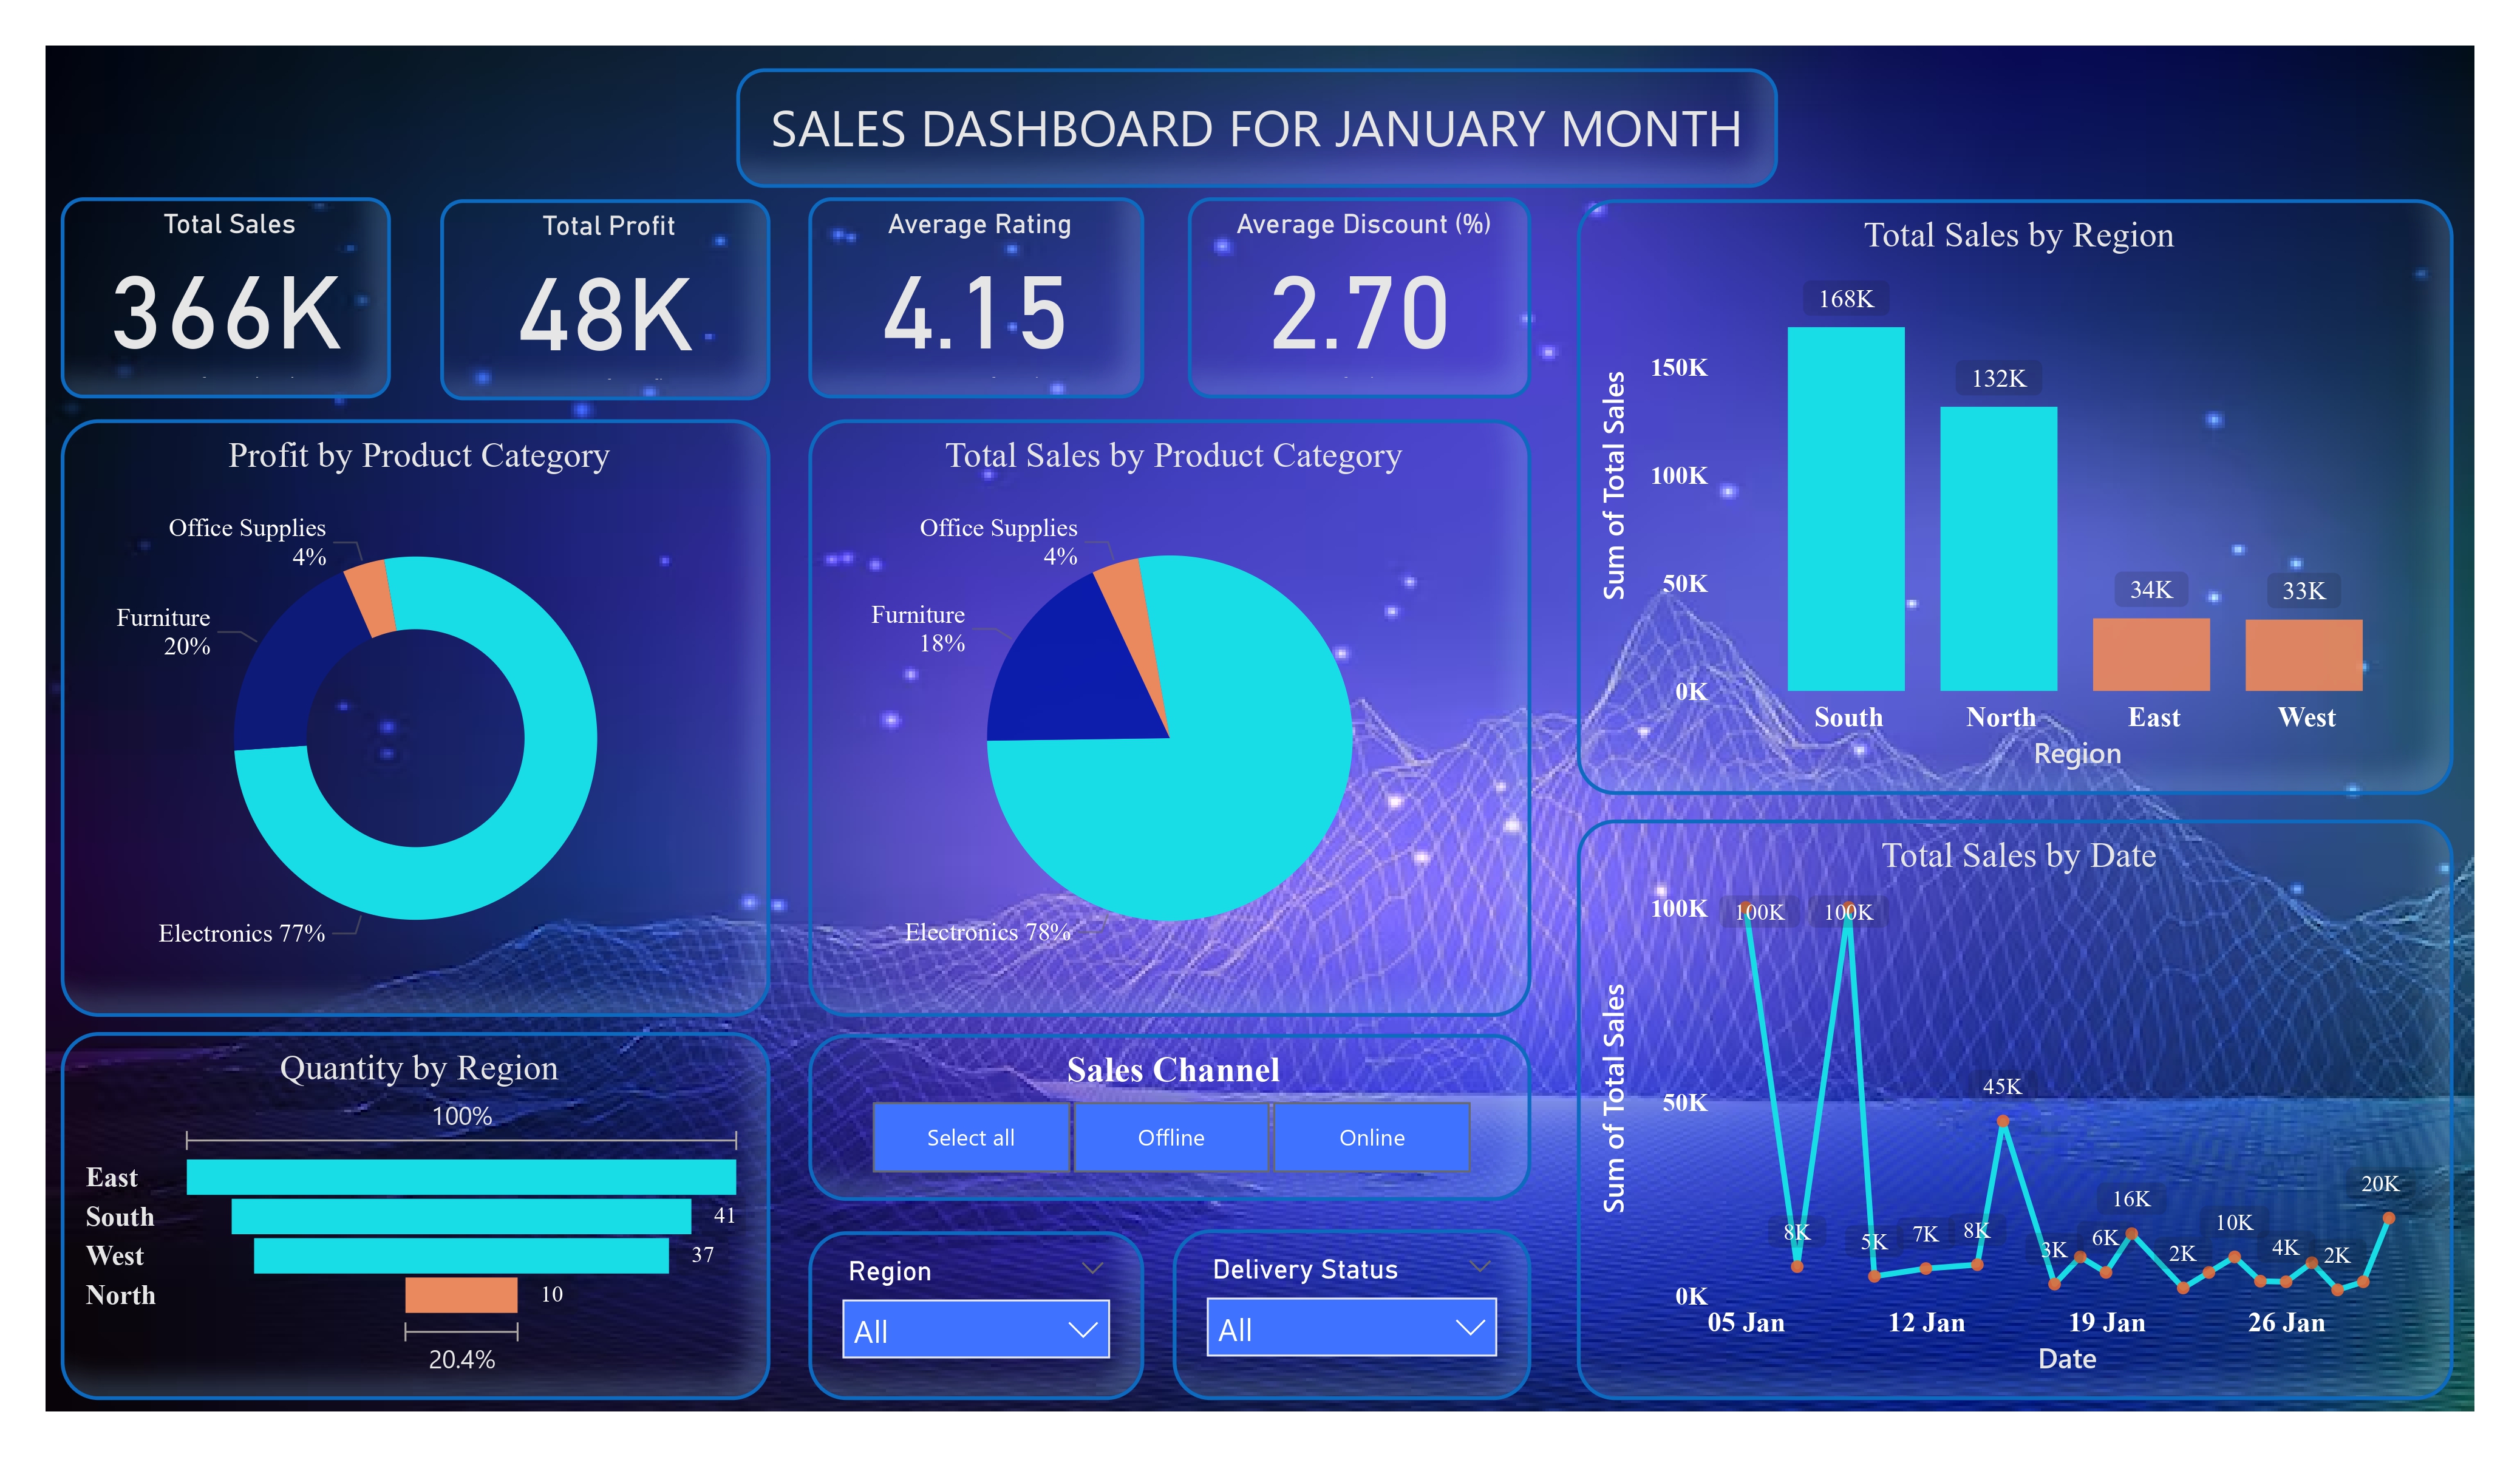 SALES DASHBOARD FOR JANUARY MONTH
Total Sales
366K
Total Profit
48K
Average Rating
4.15
Average Discount (%)
2.70
Profit by Product Category
Office Supplies
4%
Furniture
20%
Electronics 77%
Total Sales by Product Category
Office Supplies
4%
Furniture
18%
Electronics 78%
Total Sales by Region
Sum of Total Sales
150K
100K
50K
0K
168K
132K
34K
33K
South
North
East
West
Region
Quantity by Region
100%
East
South
41
West
37
North
10
20.4%
Sales Channel
Select all
Offline
Online
Region
All
Delivery Status
All
Total Sales by Date
Sum of Total Sales
100K
50K
0K
100K
8K
100K
5K
7K
8K
45K
3K
6K
16K
2K
10K
4K
2K
20K
05 Jan
12 Jan
19 Jan
26 Jan
Date